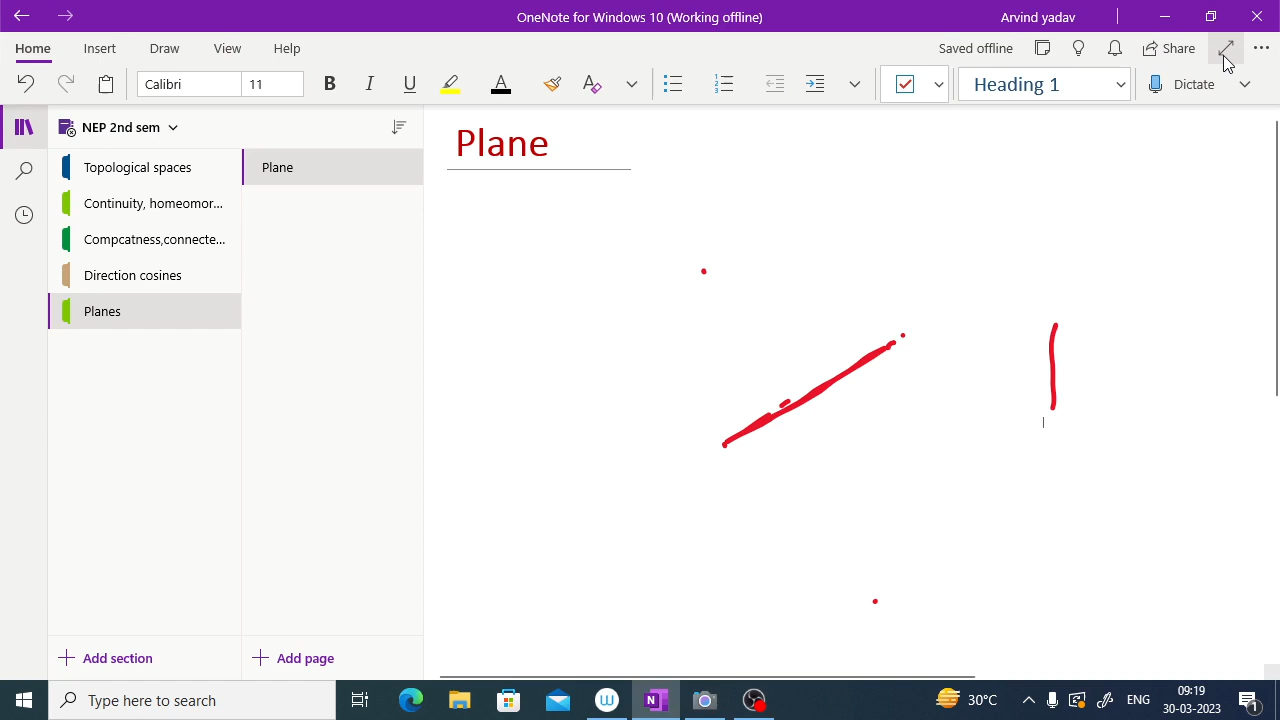 OneNote for Windows 10 (Working offline)
Arvind yadav
Home Insert Draw View Help
Saved offline
Share
Calibri 11
B I U
A
A
Heading 1
Dictate
NEP 2nd sem
Topological spaces
Continuity, homeomor...
Compcatness,connecte...
Direction cosines
Planes
Plane
Plane
Add section
Add page
Type here to search
30°C
ENG
09:19
30-03-2023
1